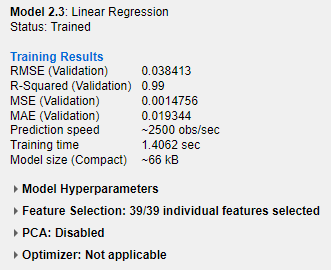 Model 2.3: Linear Regression
Status: Trained
Training Results
RMSE (Validation) 0.038413
R-Squared (Validation) 0.99
MSE (Validation) 0.0014756
MAE (Validation) 0.019344
Prediction speed ~2500 obs/sec
Training time 1.4062 sec
Model size (Compact) ~66 kB
Model Hyperparameters
Feature Selection: 39/39 individual features selected
PCA: Disabled
Optimizer: Not applicable